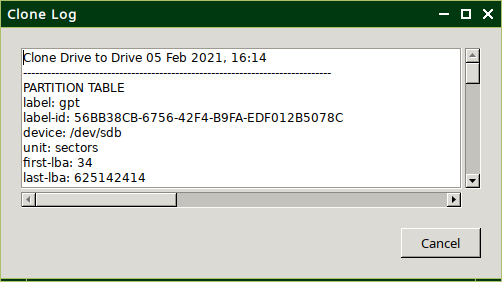 Clone Log
Clone Drive to Drive 05 Feb 2021, 16:14
--------------------------------------------------------------------------------
PARTITION TABLE
label: gpt
label-id: 56BB38CB-6756-42F4-B9FA-EDF012B5078C
device: /dev/sdb
unit: sectors
first-lba: 34
last-lba: 625142414
Cancel